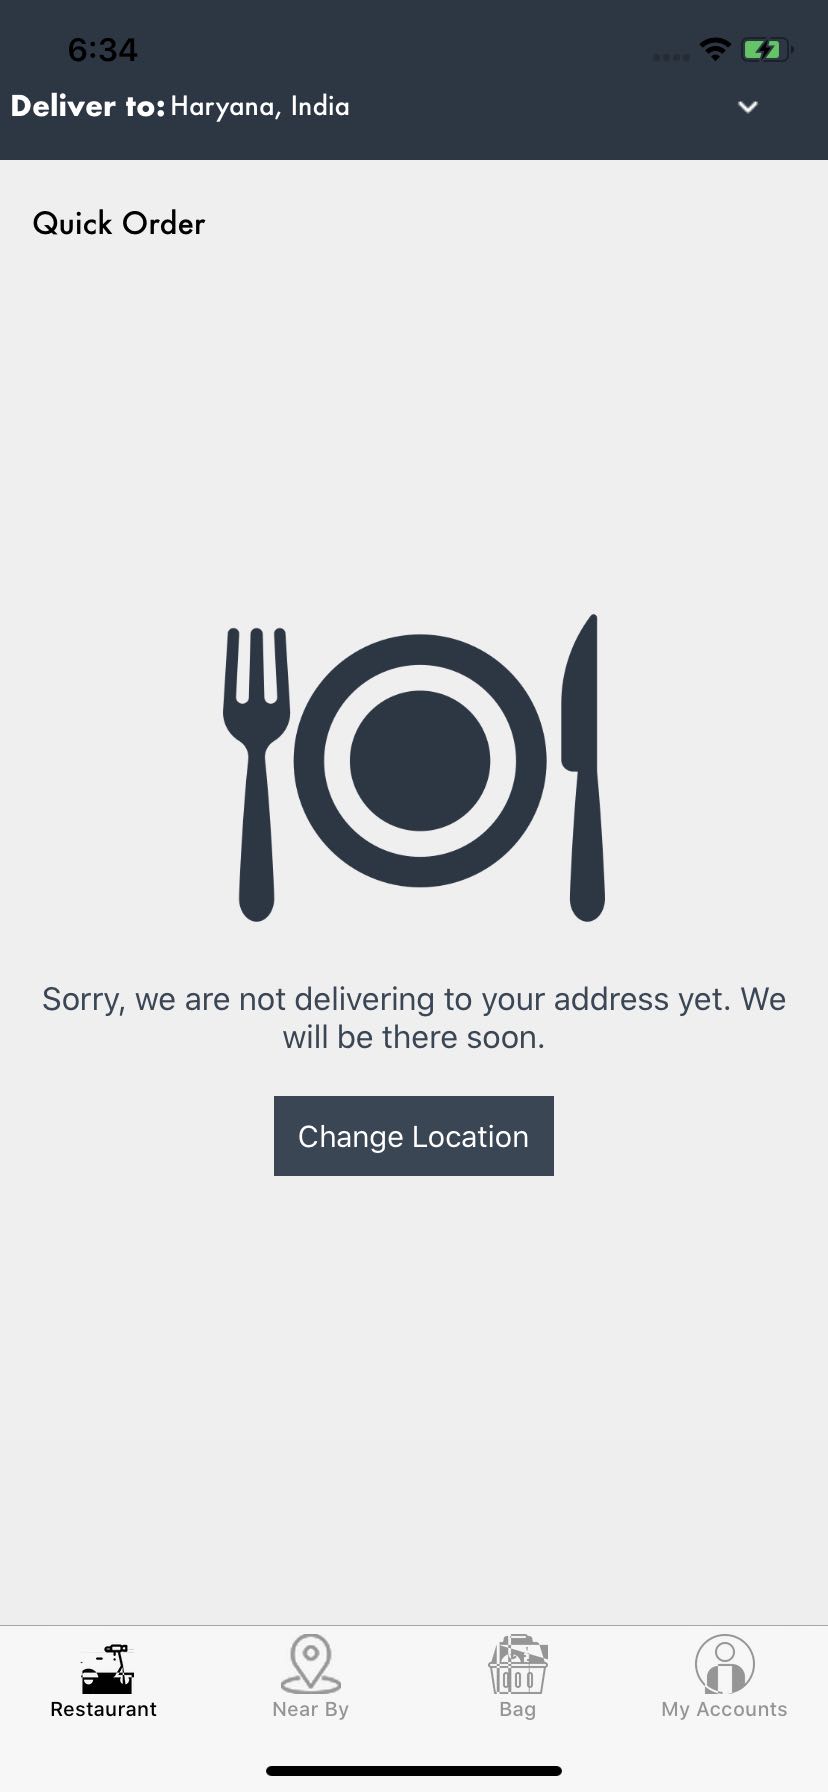 6:34
Deliver to: Haryana, India
Quick Order
Sorry, we are not delivering to your address yet. We
will be there soon.
Change Location
Restaurant
Near By
Bag
My Accounts